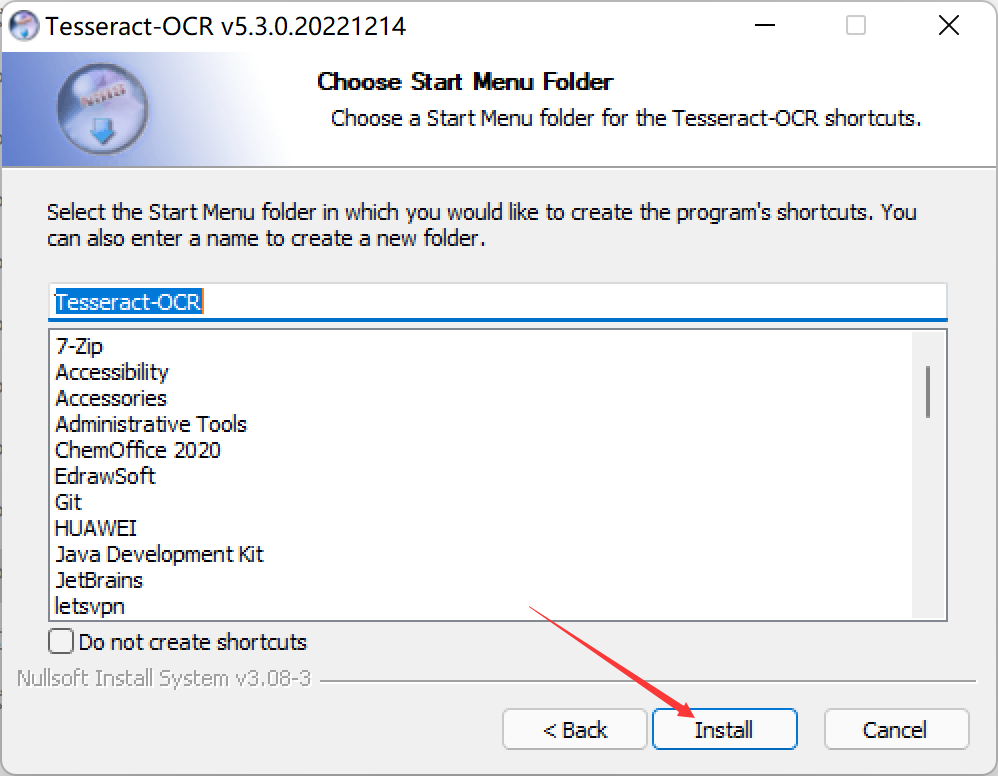 Tesseract-OCR v5.3.0.20221214
Choose Start Menu Folder
Choose a Start Menu folder for the Tesseract-OCR shortcuts.
Select the Start Menu folder in which you would like to create the program's shortcuts. You
can also enter a name to create a new folder.
Tesseract-OCR
7-Zip
Accessibility
Accessories
Administrative Tools
ChemOffice 2020
EdrawSoft
Git
HUAWEI
Java Development Kit
JetBrains
letsvpn
Do not create shortcuts
Nullsoft Install System v3.08-3
< Back
Install
Cancel